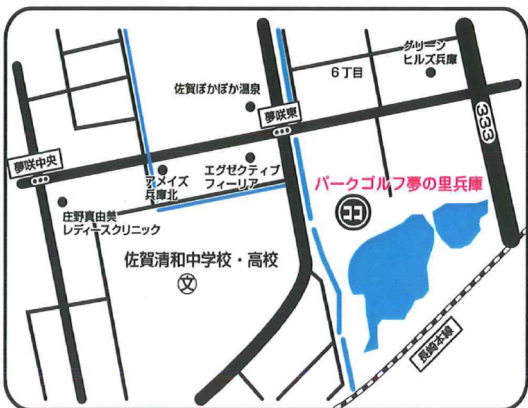 グリーン
ヒルズ兵庫
6丁目
佐賀ぽかぽか温泉
夢咲東
333
夢咲中央
アメイズ
兵庫北
エグゼクティブ
フィーリア
パークゴルフ夢の里兵庫
ココ
庄野真由美
レディースクリニック
佐賀清和中学校・高校
文
長崎本線